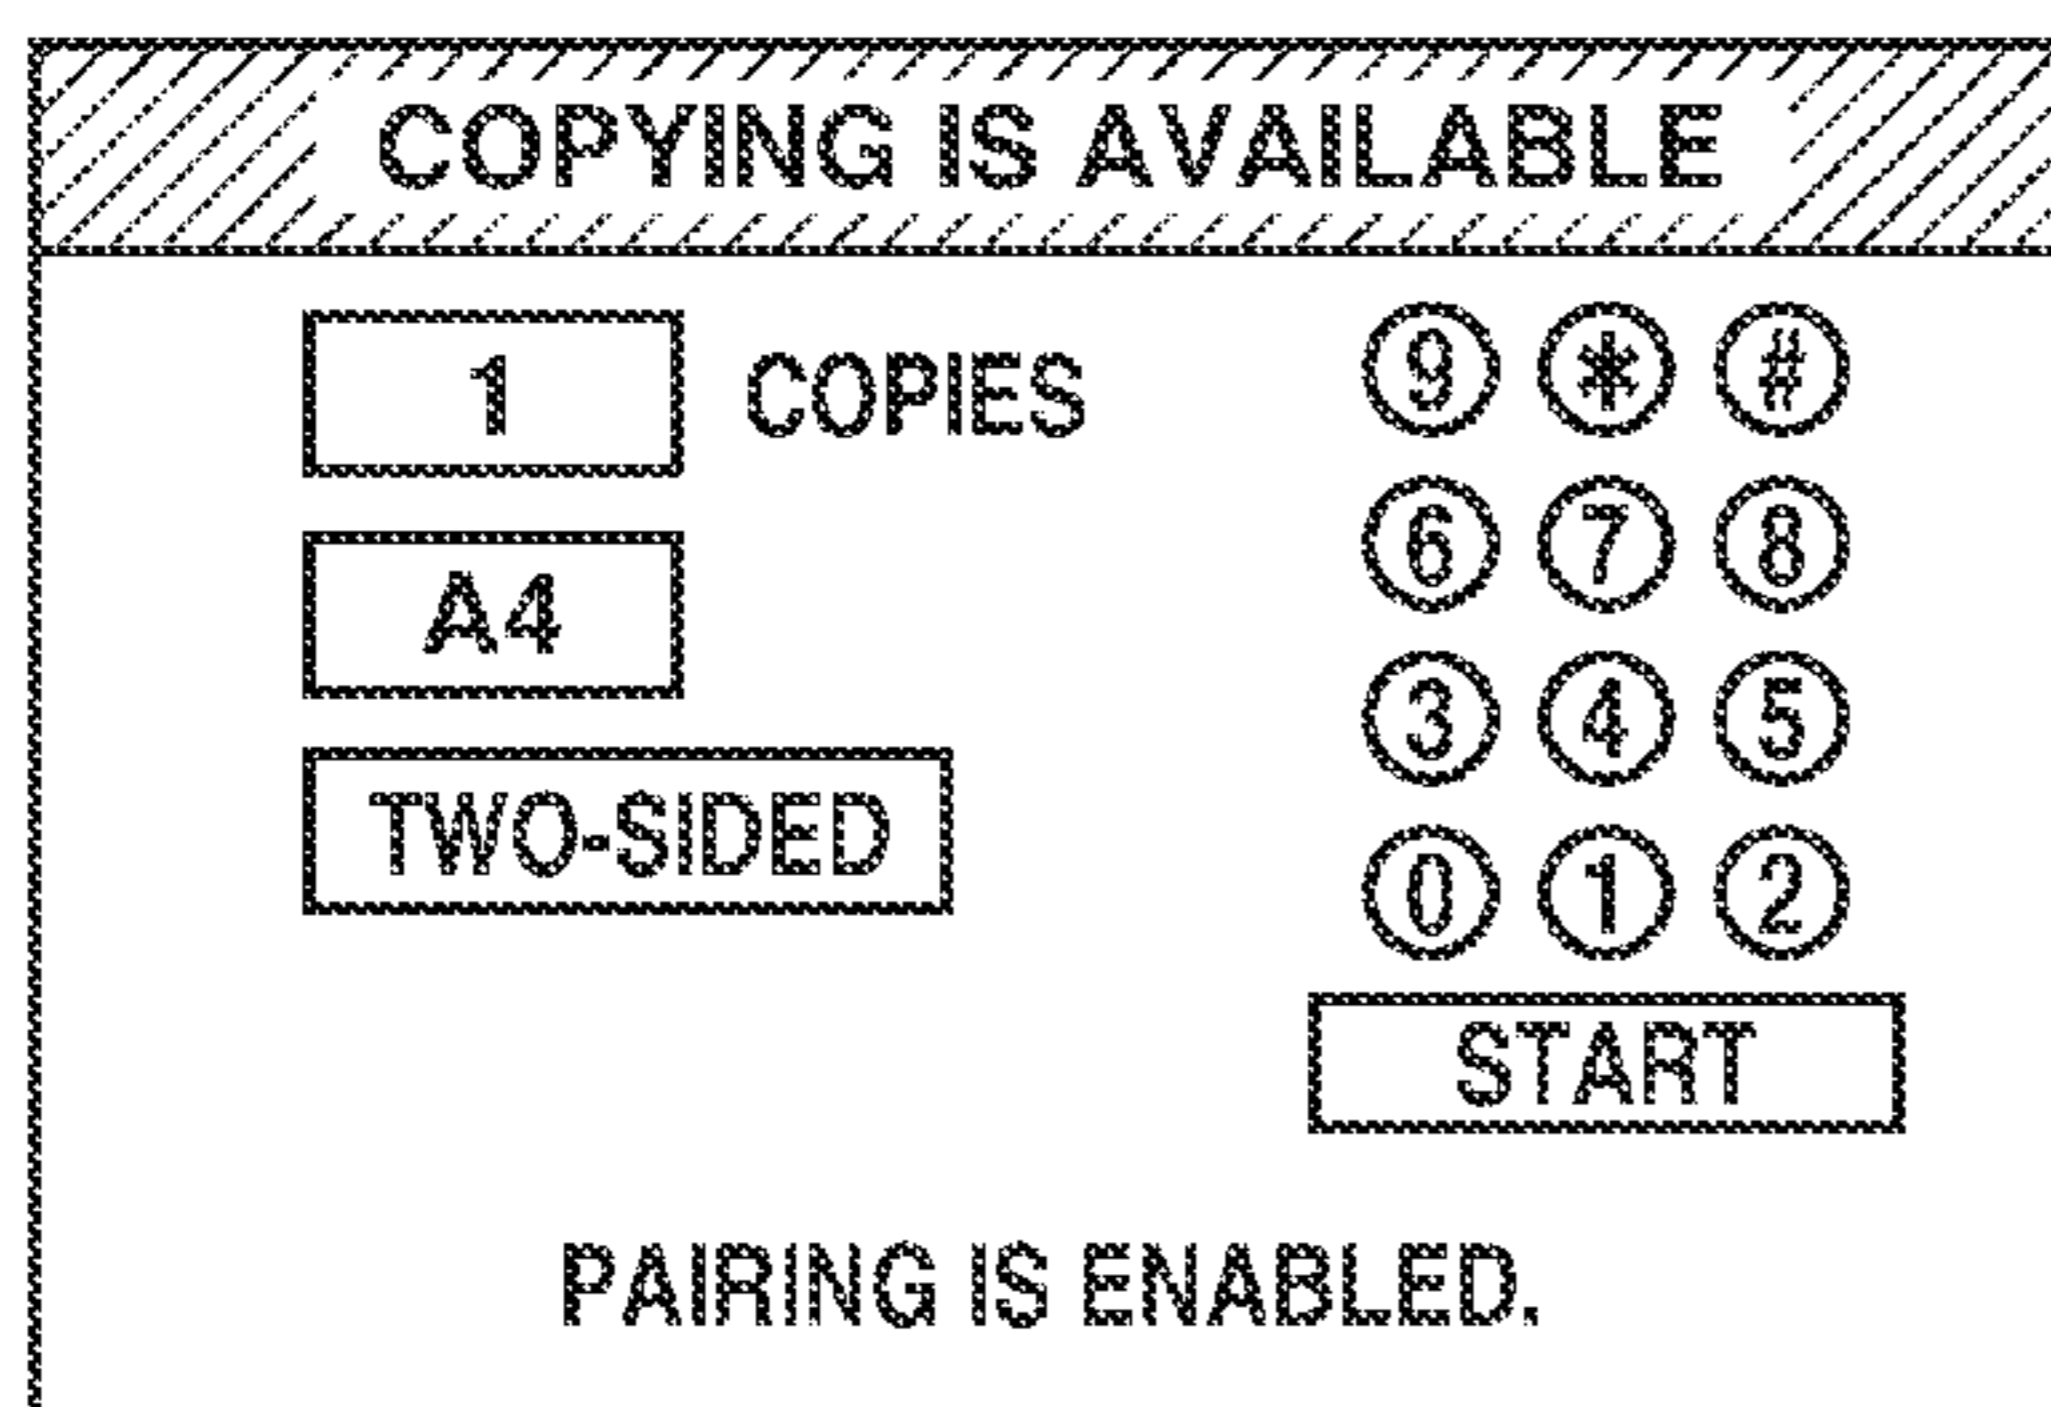 COPYING IS AVAILABLE
1 COPIES
A4
TWO-SIDED
9 * #
6 7 8
3 4 5
0 1 2
START
PAIRING IS ENABLED.